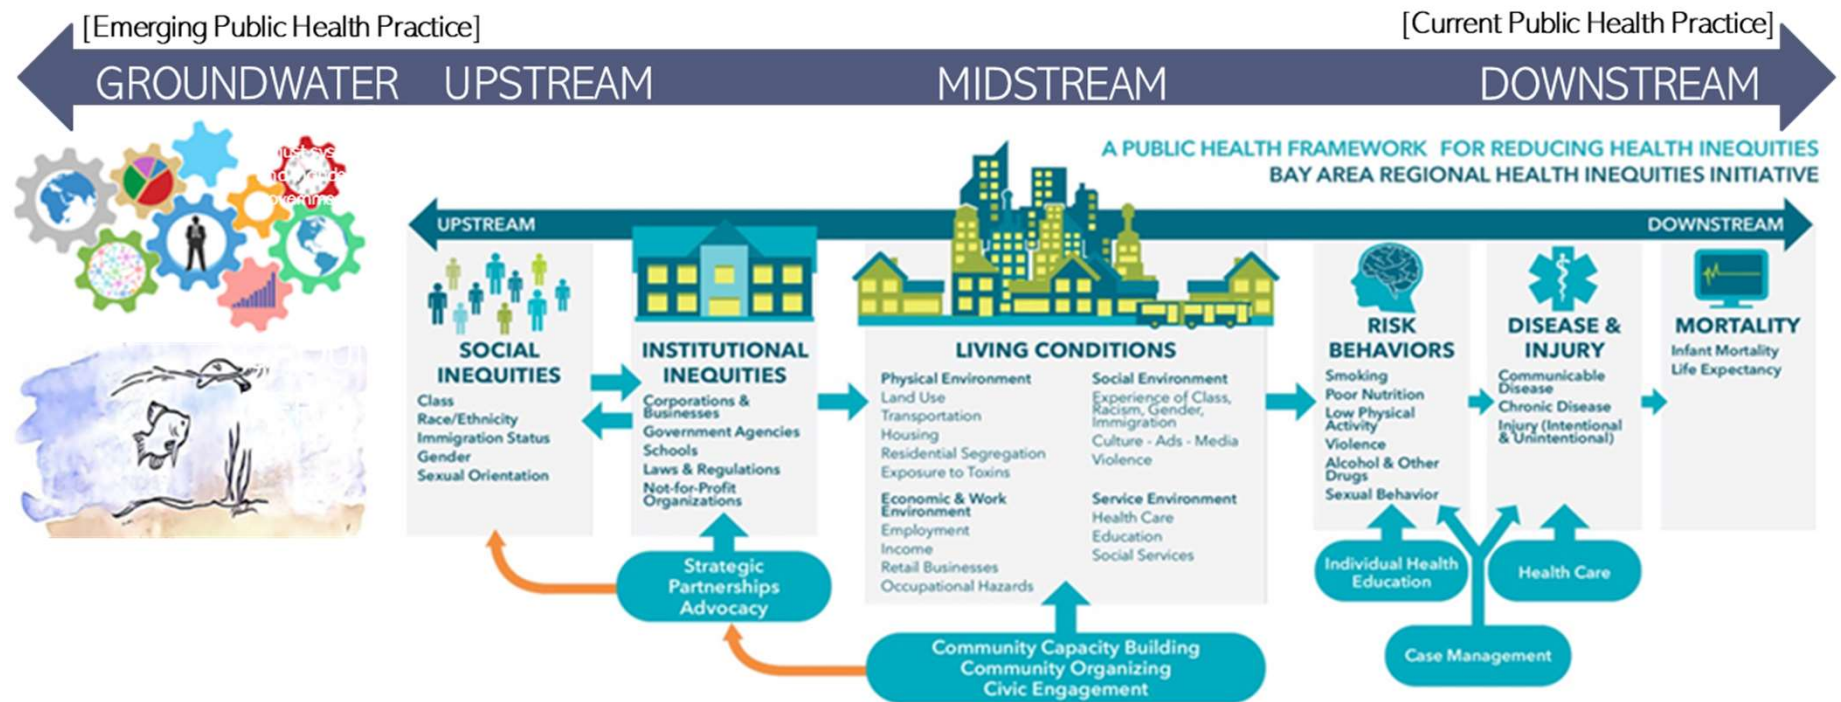 [Emerging Public Health Practice]
[Current Public Health Practice]
GROUNDWATER
UPSTREAM
MIDSTREAM
DOWNSTREAM
A PUBLIC HEALTH FRAMEWORK FOR REDUCING HEALTH INEQUITIES
BAY AREA REGIONAL HEALTH INEQUITIES INITIATIVE
UPSTREAM
DOWNSTREAM
SOCIAL
INEQUITIES
Class
Race/Ethnicity
Immigration Status
Gender
Sexual Orientation
INSTITUTIONAL
INEQUITIES
Corporations &
Businesses
Government Agencies
Schools
Laws & Regulations
Not-for-Profit
Organizations
LIVING CONDITIONS
Physical Environment
Land Use
Transportation
Housing
Residential Segregation
Exposure to Toxins
Economic & Work
Environment
Employment
Income
Retail Businesses
Occupational Hazards
Social Environment
Experience of Class,
Racism, Gender,
Immigration
Culture - Ads - Media
Violence
Service Environment
Health Care
Education
Social Services
RISK
BEHAVIORS
Smoking
Poor Nutrition
Low Physical
Activity
Violence
Alcohol & Other
Drugs
Sexual Behavior
DISEASE &
INJURY
Communicable
Disease
Chronic Disease
Injury (Intentional
& Unintentional)
MORTALITY
Infant Mortality
Life Expectancy
Strategic
Partnerships
Advocacy
Community Capacity Building
Community Organizing
Civic Engagement
Individual Health
Education
Health Care
Case Management